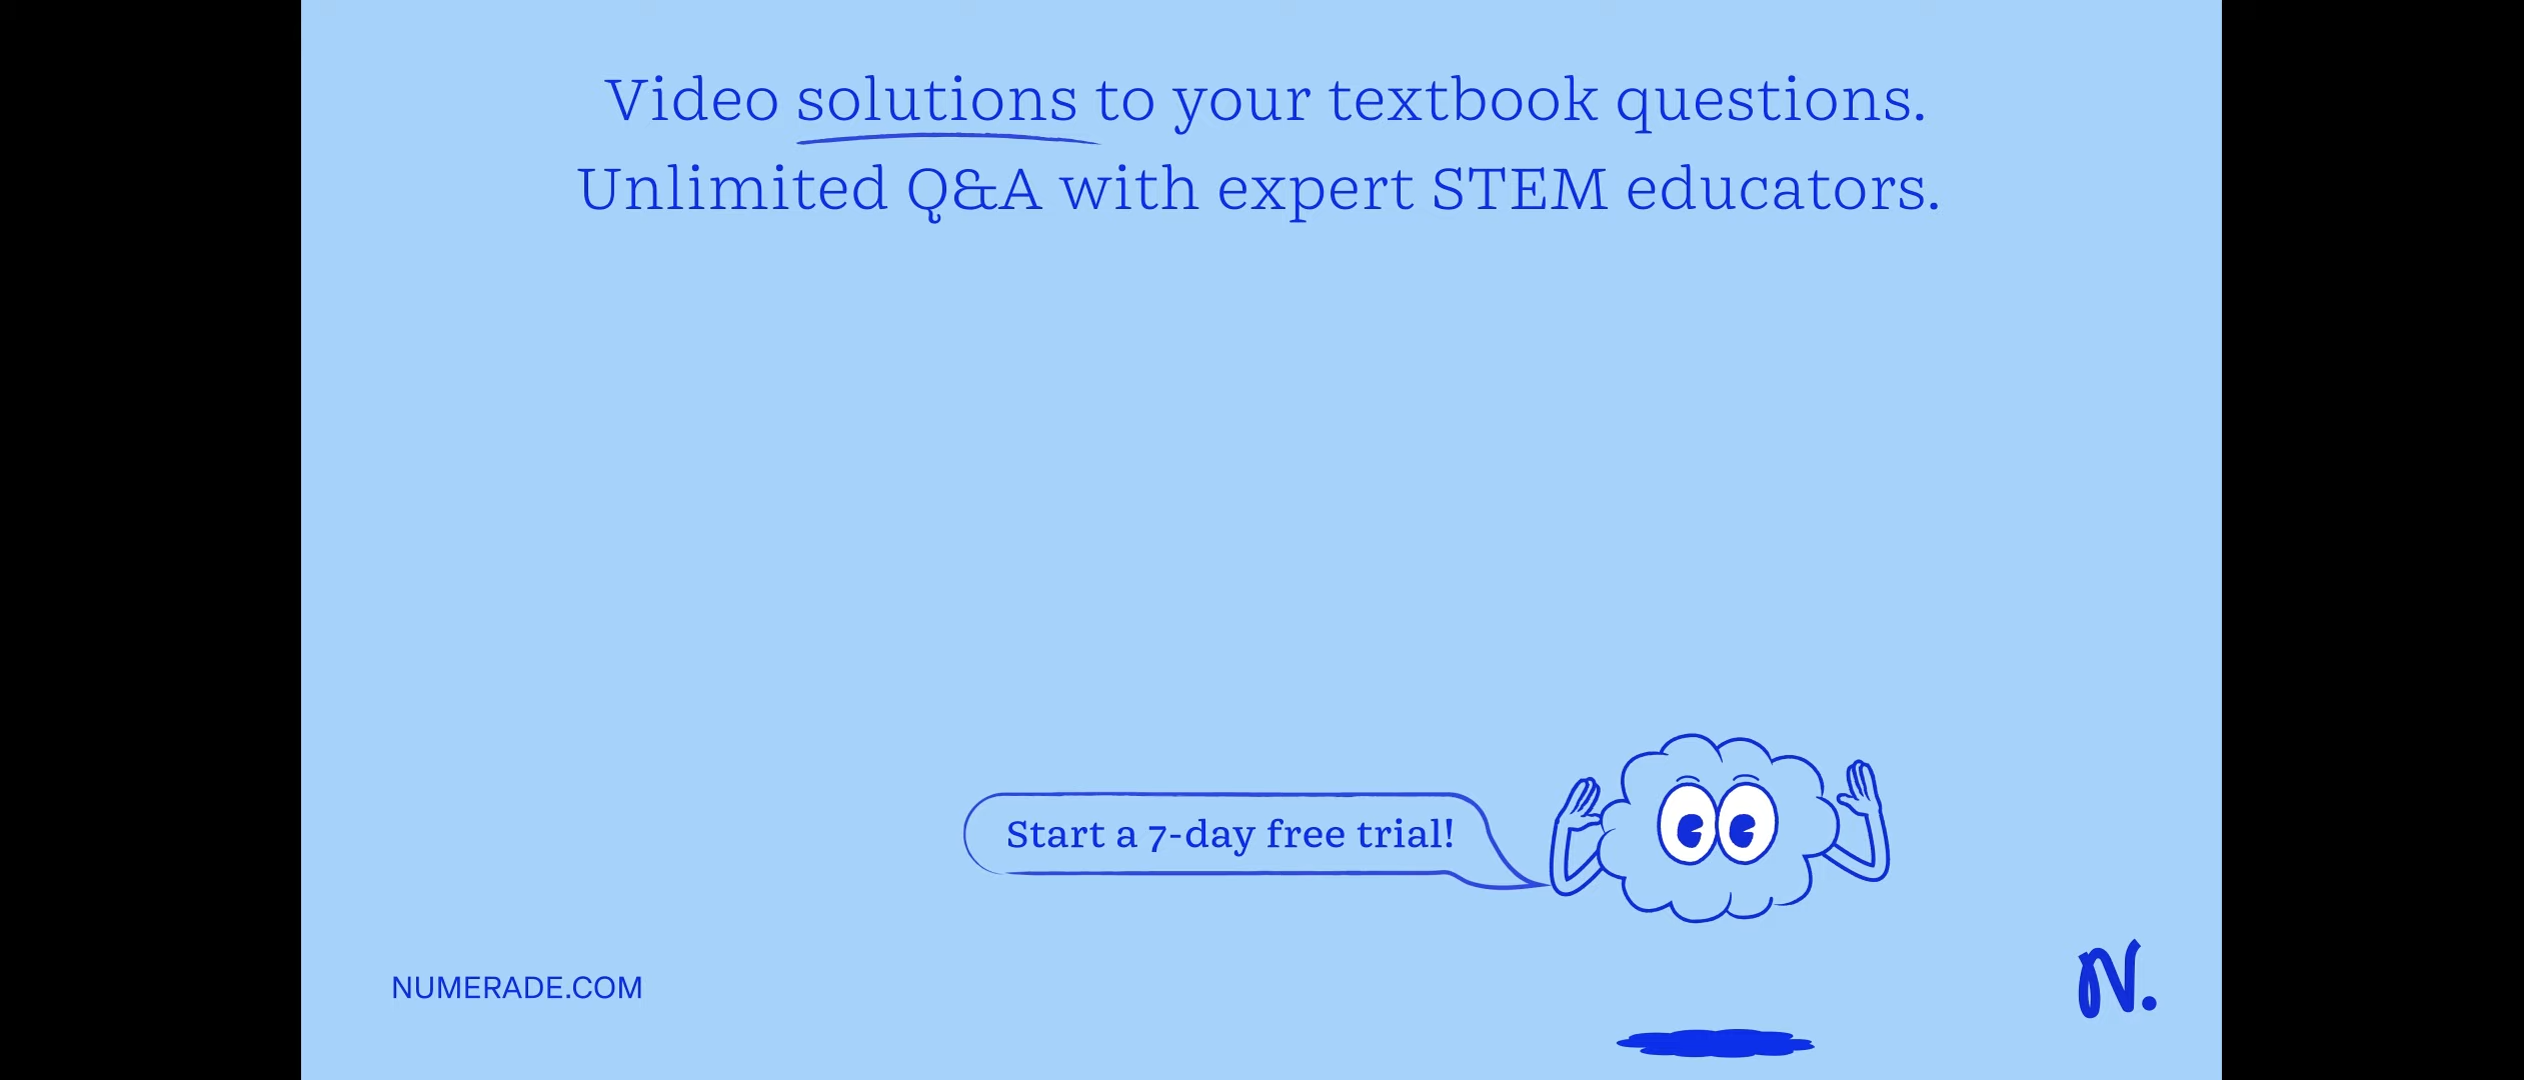 Video solutions to your textbook questions.
Unlimited Q&A with expert STEM educators.
Start a 7-day free trial!
NUMERADE.COM
N.